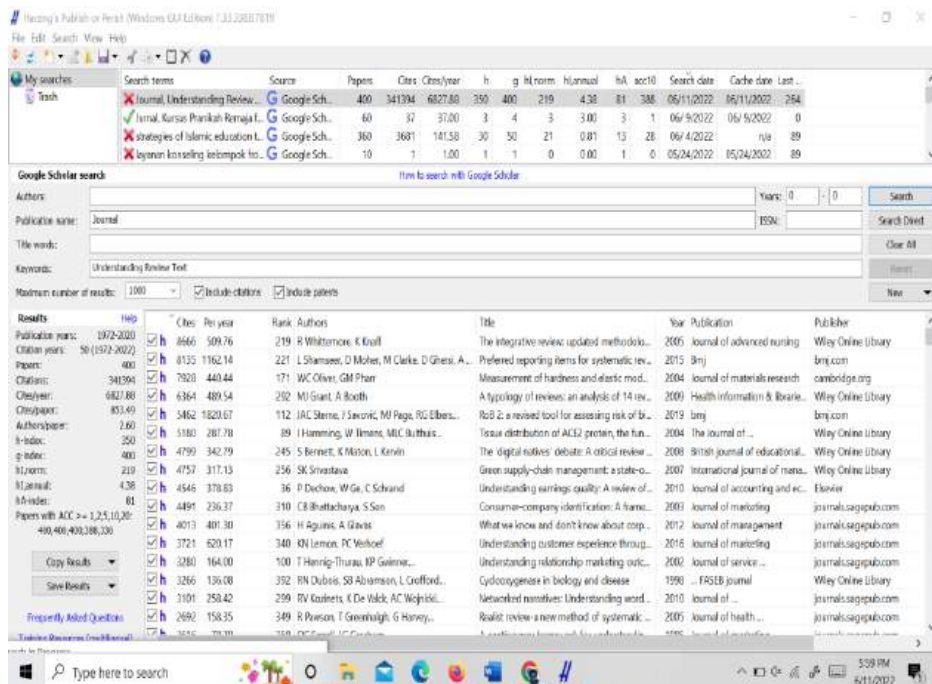 Harzing's Publish or Perish (Windows GUI Edition)
File Edit Search View Help
My searches
Trash
Search terms Source Papers Cites Cites/year h g hI,norm hI,annual hA acc10 Search date Cache date Last ...
Journal, Understanding Review... Google Sch... 400 341394 6827.88 350 400 219 4.38 81 388 06/11/2022 06/11/2022 264
Jurnal, Kursus Pranikah Remaja f... Google Sch... 60 37 37.00 3 4 3 3.00 3 1 06/ 9/2022 06/ 9/2022 0
strategies of Islamic education t... Google Sch... 360 3681 141.58 30 50 21 0.81 13 28 06/ 4/2022 n/a 89
layanan konseling kelompok fro... Google Sch... 10 1 1.00 1 1 0 0.00 1 0 05/24/2022 05/24/2022 89
Google Scholar search How to search with Google Scholar
Authors: Years: 0 - 0 Search
Publication name: Journal ISSN: Search Direct
Title words: Clear All
Keywords: Understanding Review Text Revert
Maximum number of results: 1000 Include citations Include patents New
Results Help
Publication years: 1972-2020
Citation years: 50 (1972-2022)
Papers: 400
Citations: 341394
Cites/year: 6827.88
Cites/paper: 853.49
Authors/paper: 2.60
h-index: 350
g-index: 400
hI,norm: 219
hI,annual: 4.38
hA-index: 81
Papers with ACC >= 1,2,5,10,20:
400,400,400,388,330
Copy Results
Save Results
Frequently Asked Questions
Cites Per year Rank Authors Title Year Publication Publisher
h 8666 509.76 219 R Whittemore, K Knafl The integrative review: updated methodolo... 2005 Journal of advanced nursing Wiley Online Library
h 8135 1162.14 221 L Shamseer, D Moher, M Clarke, D Ghersi, A... Preferred reporting items for systematic rev... 2015 Bmj bmj.com
h 7928 440.44 171 WC Oliver, GM Pharr Measurement of hardness and elastic mod... 2004 Journal of materials research cambridge.org
h 6364 489.54 292 MJ Grant, A Booth A typology of reviews: an analysis of 14 rev... 2009 Health information & librarie... Wiley Online Library
h 5462 1820.67 112 JAC Sterne, J Savović, MJ Page, RG Elbers... RoB 2: a revised tool for assessing risk of bi... 2019 bmj bmj.com
h 5180 287.78 89 I Hamming, W Timens, MLC Bulthuis... Tissue distribution of ACE2 protein, the fun... 2004 The Journal of ... Wiley Online Library
h 4799 342.79 245 S Bennett, K Maton, L Kervin The 'digital natives' debate: A critical review ... 2008 British journal of educational... Wiley Online Library
h 4757 317.13 256 SK Srivastava Green supply-chain management: a state-o... 2007 International journal of mana... Wiley Online Library
h 4546 378.83 36 P Dechow, W Ge, C Schrand Understanding earnings quality: A review of... 2010 Journal of accounting and ec... Elsevier
h 4491 236.37 310 CB Bhattacharya, S Sen Consumer–company identification: A frame... 2003 Journal of marketing journals.sagepub.com
h 4013 401.30 356 H Aguinis, A Glavas What we know and don't know about corp... 2012 Journal of management journals.sagepub.com
h 3721 620.17 340 KN Lemon, PC Verhoef Understanding customer experience throug... 2016 Journal of marketing journals.sagepub.com
h 3280 164.00 100 T Hennig-Thurau, KP Gwinner... Understanding relationship marketing outc... 2002 Journal of service ... journals.sagepub.com
h 3266 136.08 392 RN Dubois, SB Abramson, L Crofford... Cyclooxygenase in biology and disease 1998 ... FASEB journal Wiley Online Library
h 3101 258.42 299 RV Kozinets, K De Valck, AC Wojnicki... Networked narratives: Understanding word... 2010 Journal of ... journals.sagepub.com
h 2692 158.35 349 R Pawson, T Greenhalgh, G Harvey... Realist review-a new method of systematic ... 2005 Journal of health ... journals.sagepub.com
Type here to search
5:59 PM
6/11/2022